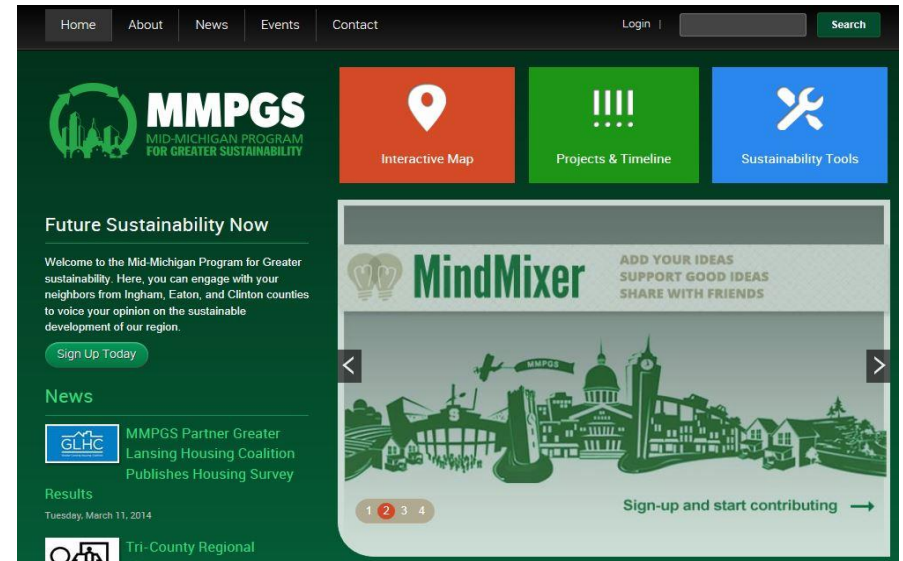 Home About News Events Contact Login | Search
MMPGS
MID-MICHIGAN PROGRAM
FOR GREATER SUSTAINABILITY
Interactive Map
Projects & Timeline
Sustainability Tools
Future Sustainability Now
Welcome to the Mid-Michigan Program for Greater
sustainability. Here, you can engage with your
neighbors from Ingham, Eaton, and Clinton counties
to voice your opinion on the sustainable
development of our region.
Sign Up Today
News
GLHC
MMPGS Partner Greater
Lansing Housing Coalition
Publishes Housing Survey
Results
Tuesday, March 11, 2014
Tri-County Regional
MindMixer
ADD YOUR IDEAS
SUPPORT GOOD IDEAS
SHARE WITH FRIENDS
MMPGS
S
1 2 3 4
Sign-up and start contributing